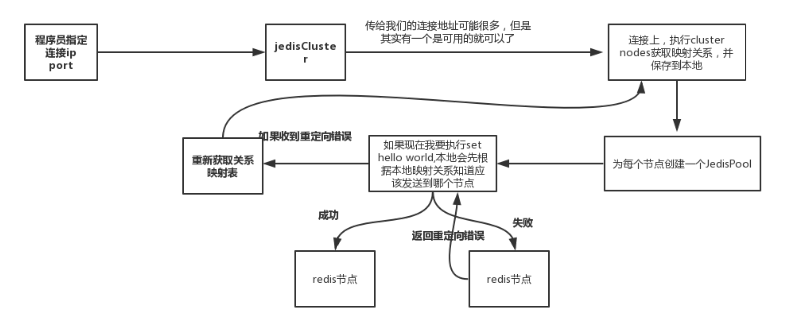 程序员指定
连接ip
port
jedisCluste
r
传给我们的连接地址可能很多，但是
其实有一个是可用的就可以了
连接上，执行cluster
nodes获取映射关系，并
保存到本地
如果收到重定向错误
重新获取关系
映射表
如果现在我要执行set
hello world,本地会先根
据本地映射关系知道应
该发送到哪个节点
为每个节点创建一个JedisPool
成功
失败
返回重定向错误
redis节点
redis节点